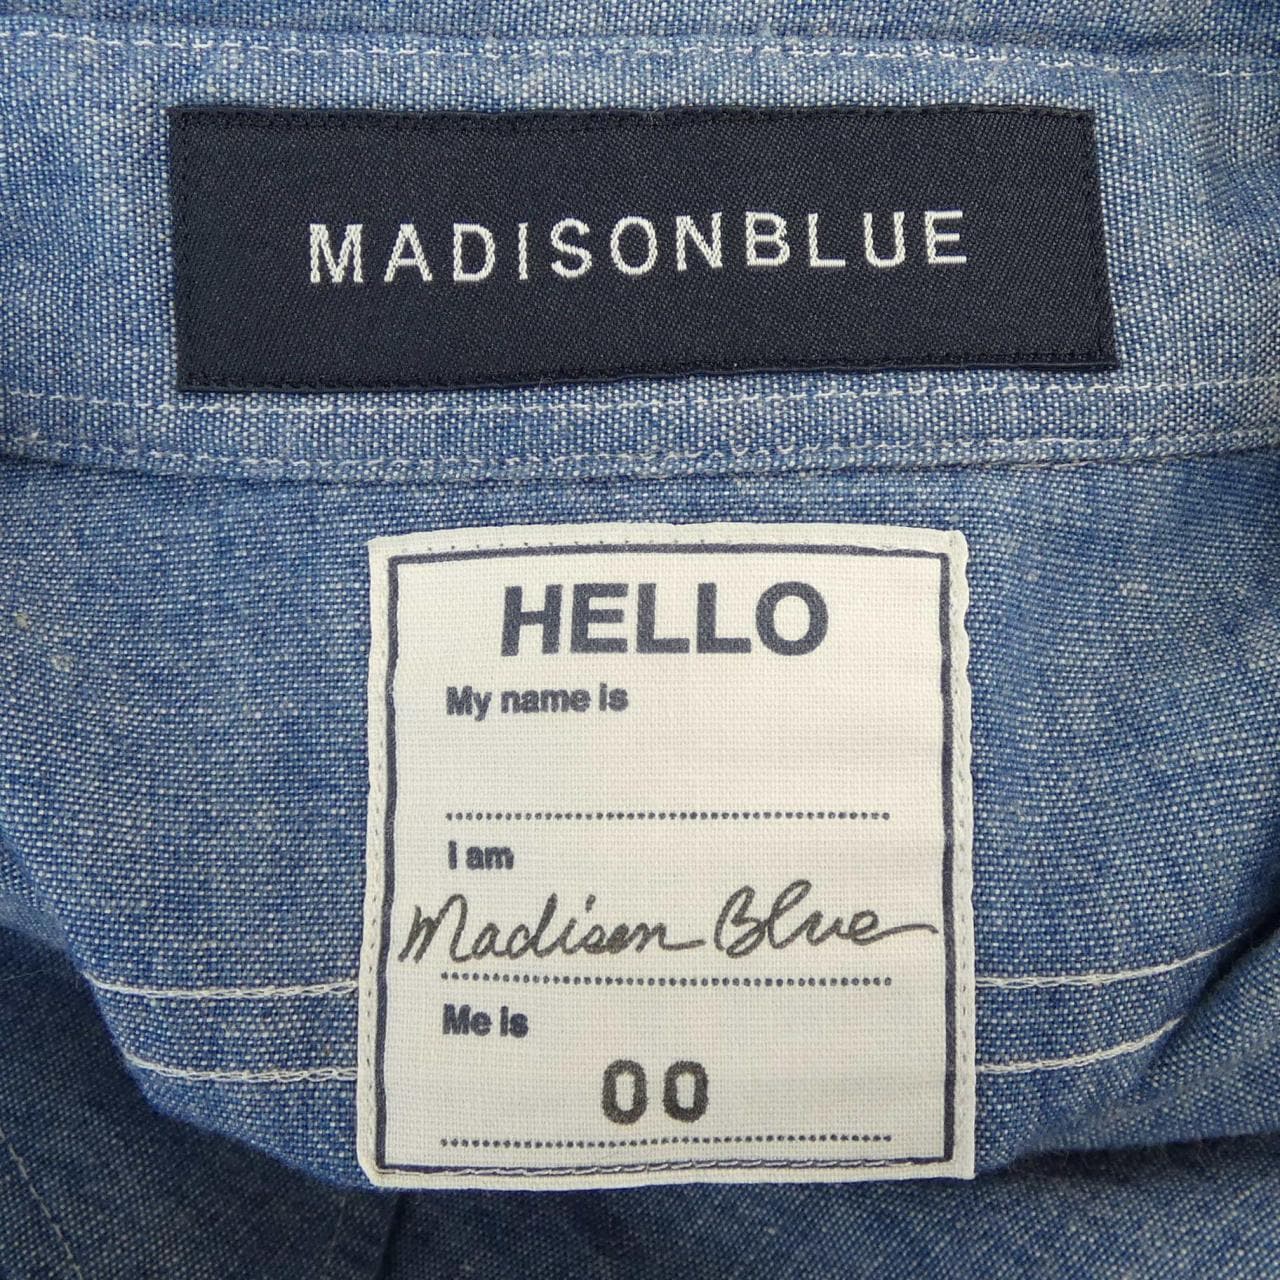 MADISONBLUE
HELLO
My name is
I am
Madison Blue
Me is
00